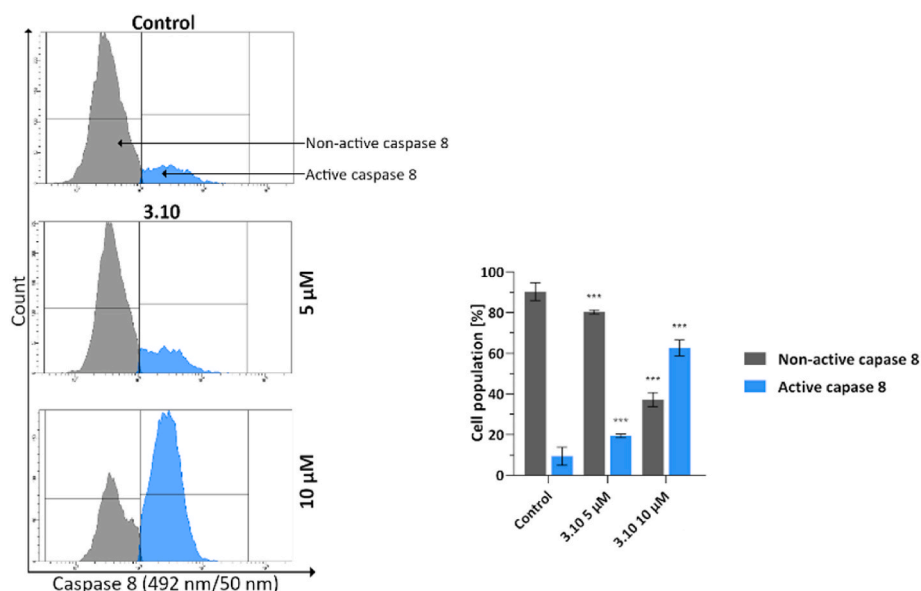 Control
Non-active caspase 8
Active caspase 8
3.10
5 µM
10 µM
Count
Caspase 8 (492 nm/50 nm)
Cell population [%]
100
80
60
40
20
0
***
***
***
***
Control
3.10 5 µM
3.10 10 µM
Non-active capase 8
Active capase 8